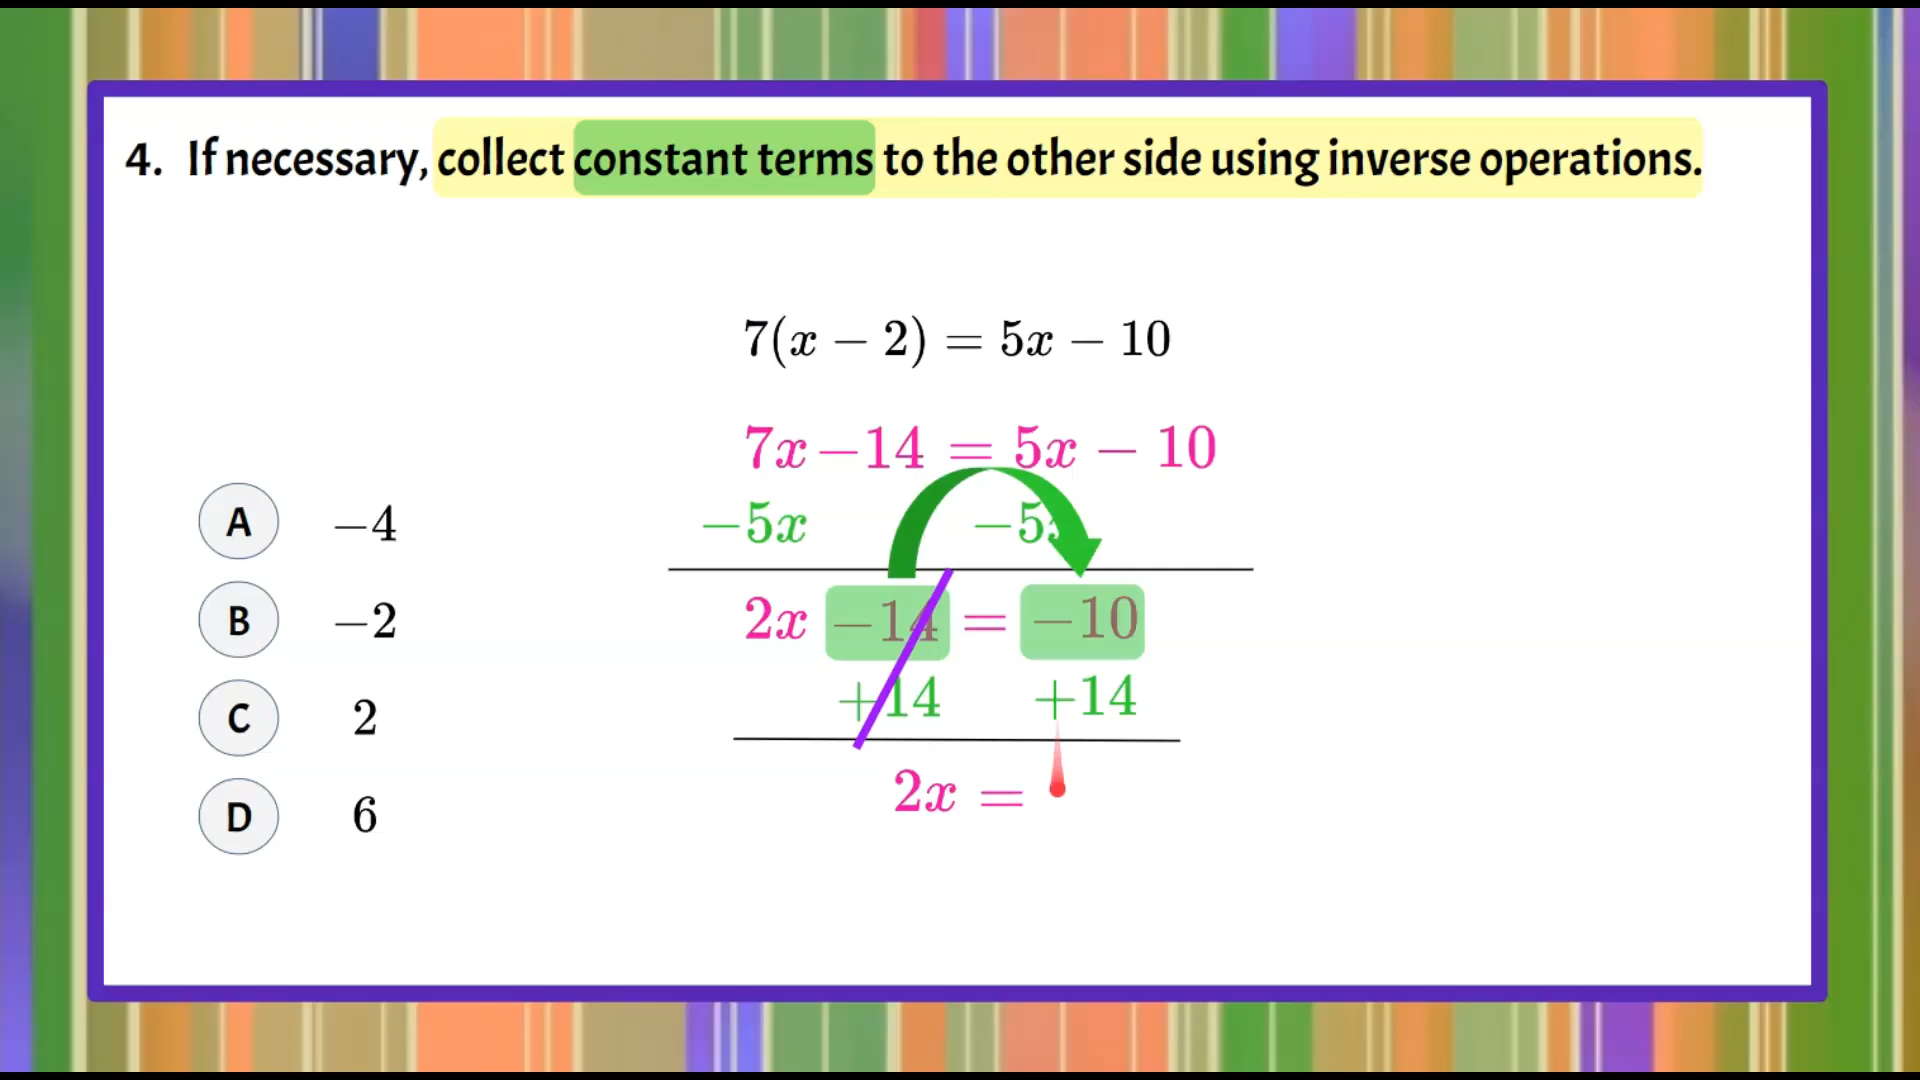 4. If necessary, collect constant terms to the other side using inverse operations.
7(x − 2) = 5x − 10
7x −14 = 5x − 10
−5x −5
2x −14 = −10
+14 +14
2x =
A −4
B −2
C 2
D 6